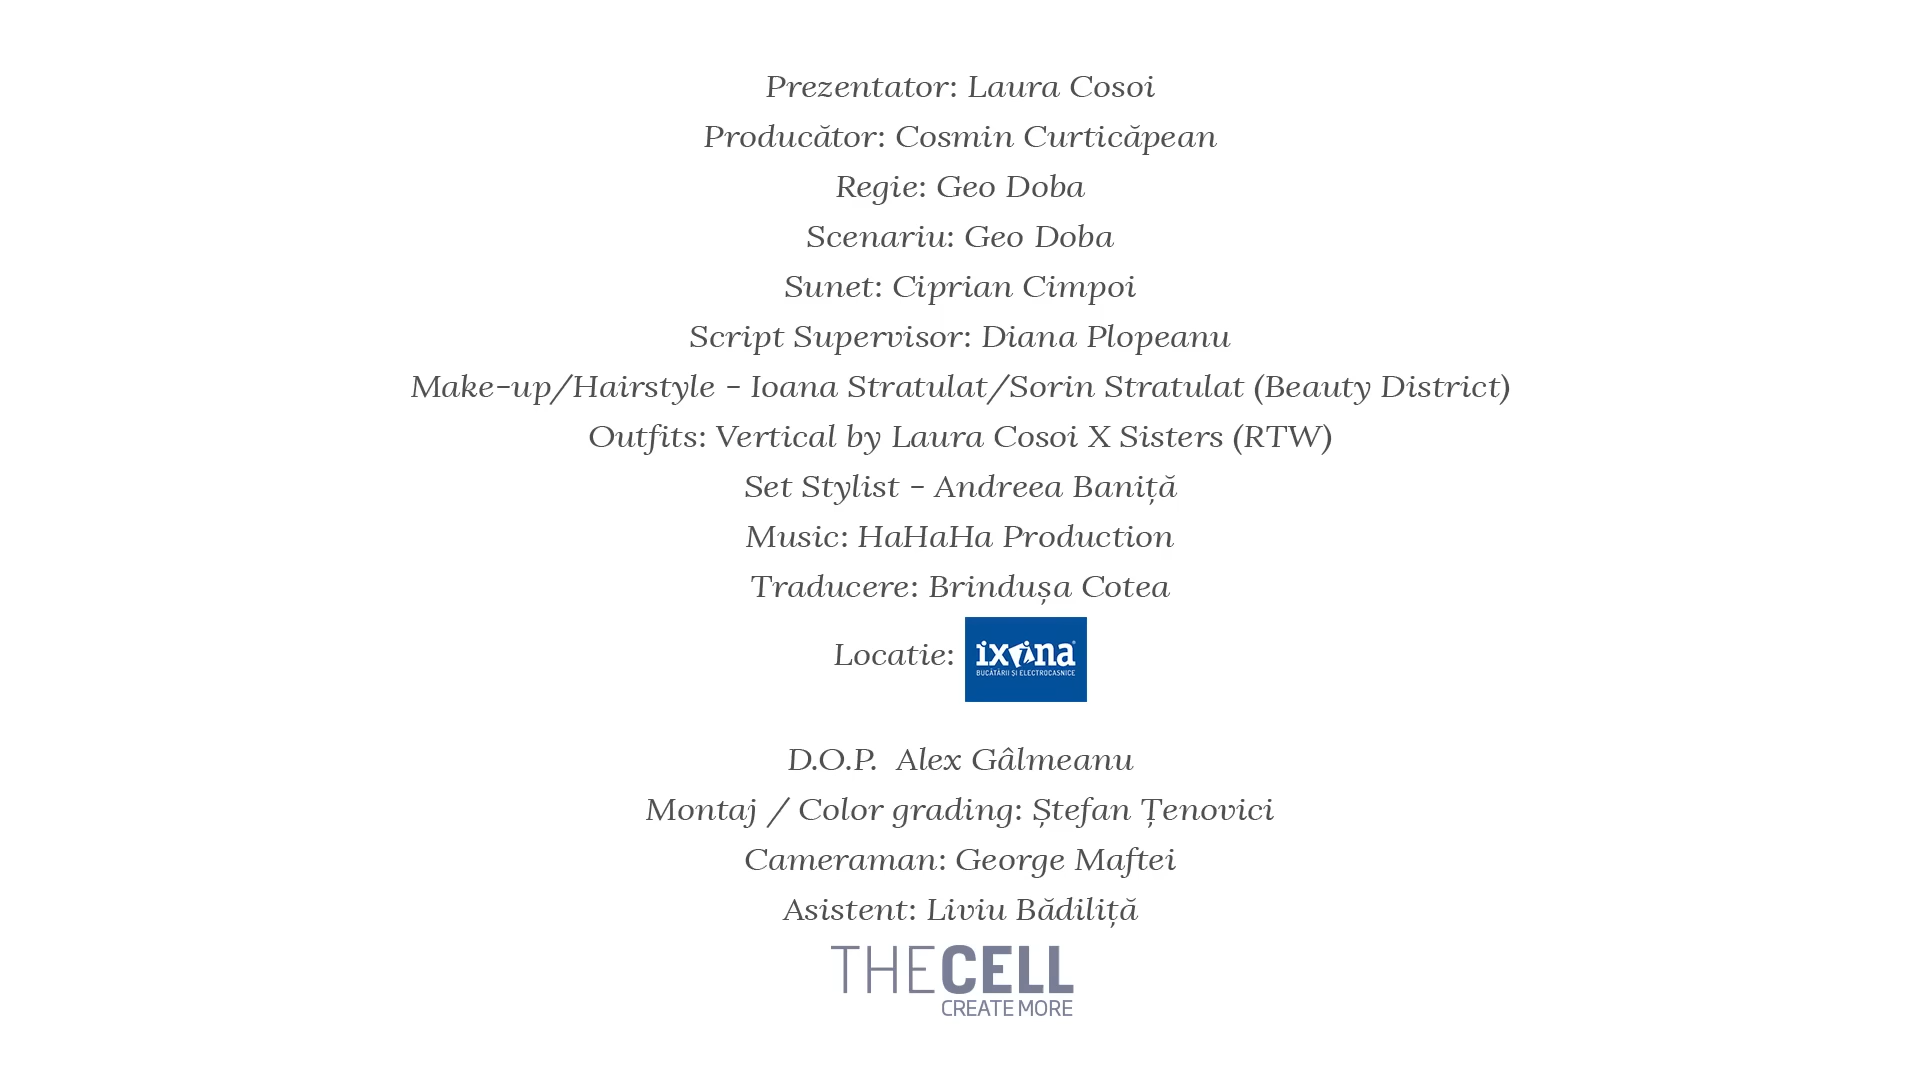 Prezentator: Laura Cosoi
Producător: Cosmin Curticăpean
Regie: Geo Doba
Scenariu: Geo Doba
Sunet: Ciprian Cimpoi
Script Supervisor: Diana Plopeanu
Make-up/Hairstyle - Ioana Stratulat/Sorin Stratulat (Beauty District)
Outfits: Vertical by Laura Cosoi X Sisters (RTW)
Set Stylist - Andreea Baniță
Music: HaHaHa Production
Traducere: Brindușa Cotea
Locatie: ixina®
BUCĂTĂRII ȘI ELECTROCASNICE
D.O.P. Alex Gâlmeanu
Montaj / Color grading: Ștefan Țenovici
Cameraman: George Maftei
Asistent: Liviu Bădiliță
THECELL
CREATE MORE